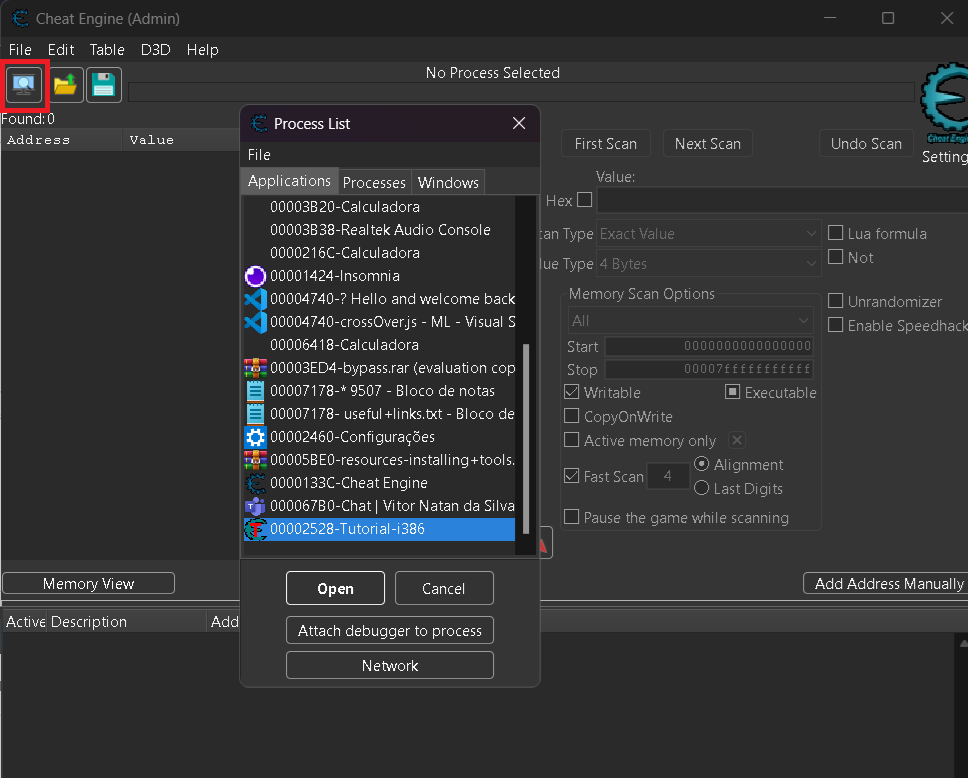 Cheat Engine (Admin)
File Edit Table D3D Help
No Process Selected
Found:0
Address Value
Process List
File
Applications Processes Windows
00003B20-Calculadora
00003B38-Realtek Audio Console
0000216C-Calculadora
00001424-Insomnia
00004740-? Hello and welcome back
00004740-crossOver.js - ML - Visual S
00006418-Calculadora
00003ED4-bypass.rar (evaluation cop
00007178-* 9507 - Bloco de notas
00007178- useful+links.txt - Bloco de
00002460-Configurações
00005BE0-resources-installing+tools.
0000133C-Cheat Engine
000067B0-Chat | Vitor Natan da Silva
00002528-Tutorial-i386
Open Cancel
Attach debugger to process
Network
First Scan Next Scan Undo Scan
Cheat Engin
Setting
Value:
Hex
can Type Exact Value
lue Type 4 Bytes
Lua formula
Not
Memory Scan Options
All
Start 0000000000000000
Stop 00007fffffffffff
Writable Executable
CopyOnWrite
Active memory only
Fast Scan 4 Alignment
Last Digits
Pause the game while scanning
Unrandomizer
Enable Speedhack
Memory View
Add Address Manually
Active Description Add